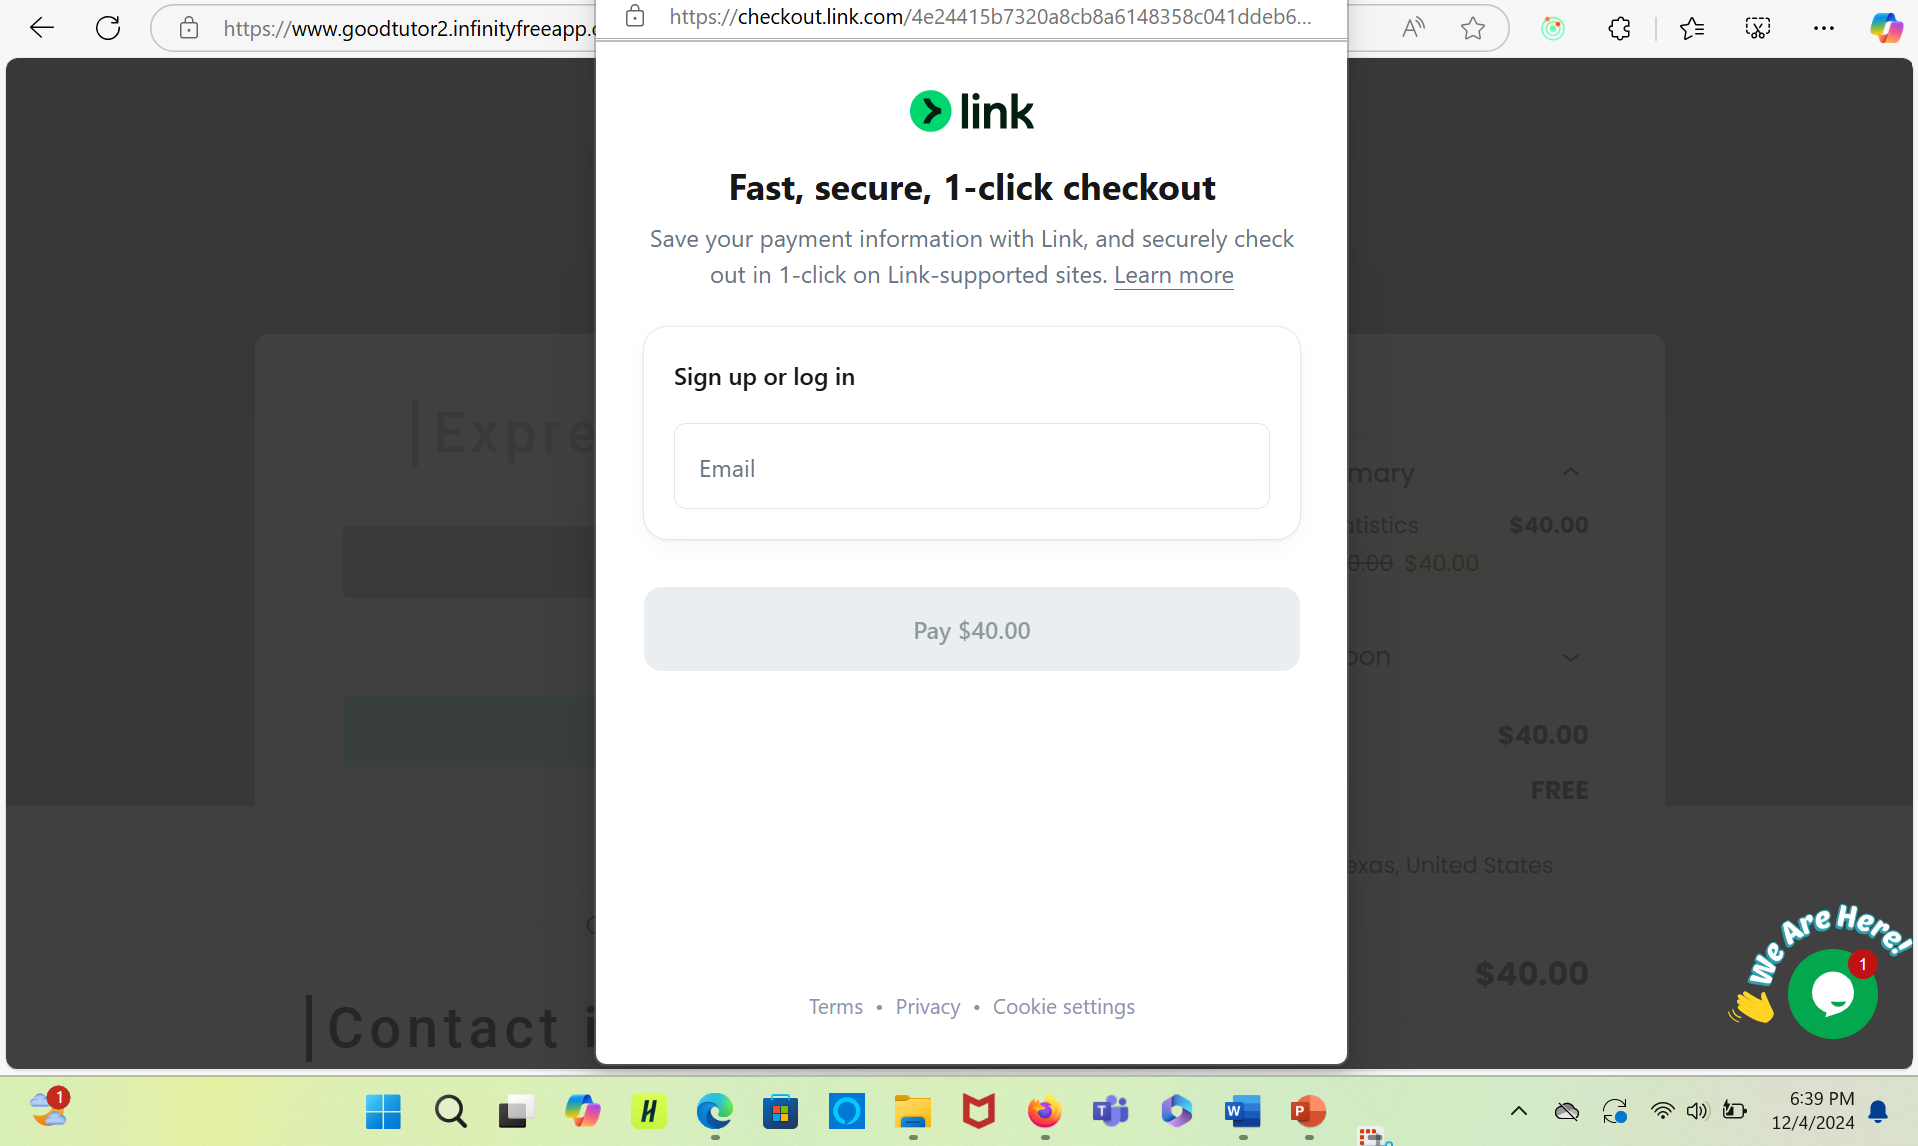 https://www.goodtutor2.infinityfreeapp.c
https://checkout.link.com/4e24415b7320a8cb8a6148358c041ddeb6...
link
Fast, secure, 1-click checkout
Save your payment information with Link, and securely check
out in 1-click on Link-supported sites. Learn more
Sign up or log in
Email
Pay $40.00
Terms • Privacy • Cookie settings
Expre
mary
atistics $40.00
0.00 $40.00
pon
$40.00
FREE
exas, United States
$40.00
Contact i
We Are Here!
1
1
6:39 PM
12/4/2024